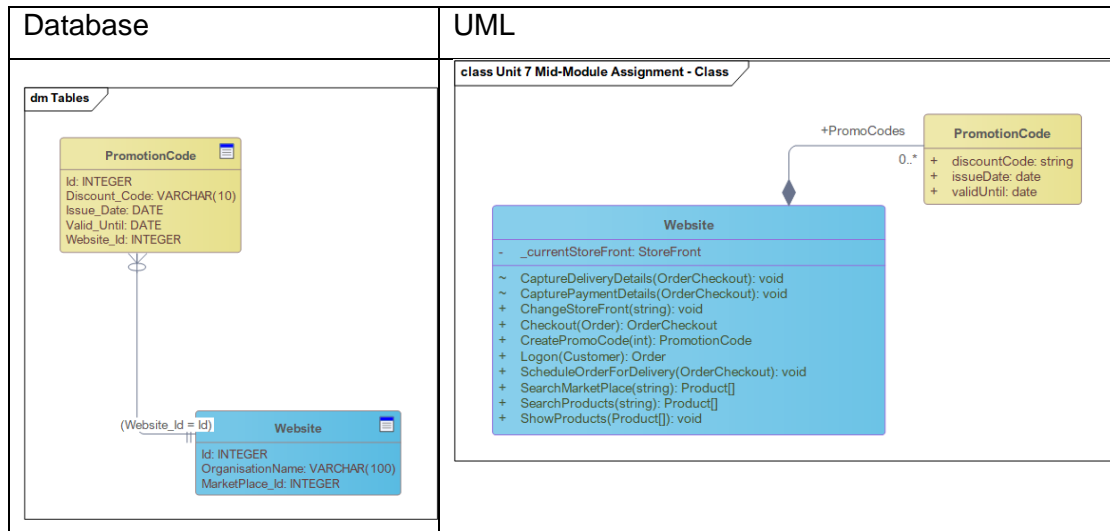 Database
UML
dm Tables
PromotionCode
Id: INTEGER
Discount_Code: VARCHAR(10)
Issue_Date: DATE
Valid_Until: DATE
Website_Id: INTEGER
(Website_Id = Id)
Website
Id: INTEGER
OrganisationName: VARCHAR(100)
MarketPlace_Id: INTEGER
class Unit 7 Mid-Module Assignment - Class
+PromoCodes
0..*
PromotionCode
+ discountCode: string
+ issueDate: date
+ validUntil: date
Website
- _currentStoreFront: StoreFront
~ CaptureDeliveryDetails(OrderCheckout): void
~ CapturePaymentDetails(OrderCheckout): void
+ ChangeStoreFront(string): void
+ Checkout(Order): OrderCheckout
+ CreatePromoCode(int): PromotionCode
+ Logon(Customer): Order
+ ScheduleOrderForDelivery(OrderCheckout): void
+ SearchMarketPlace(string): Product[]
+ SearchProducts(string): Product[]
+ ShowProducts(Product[]): void